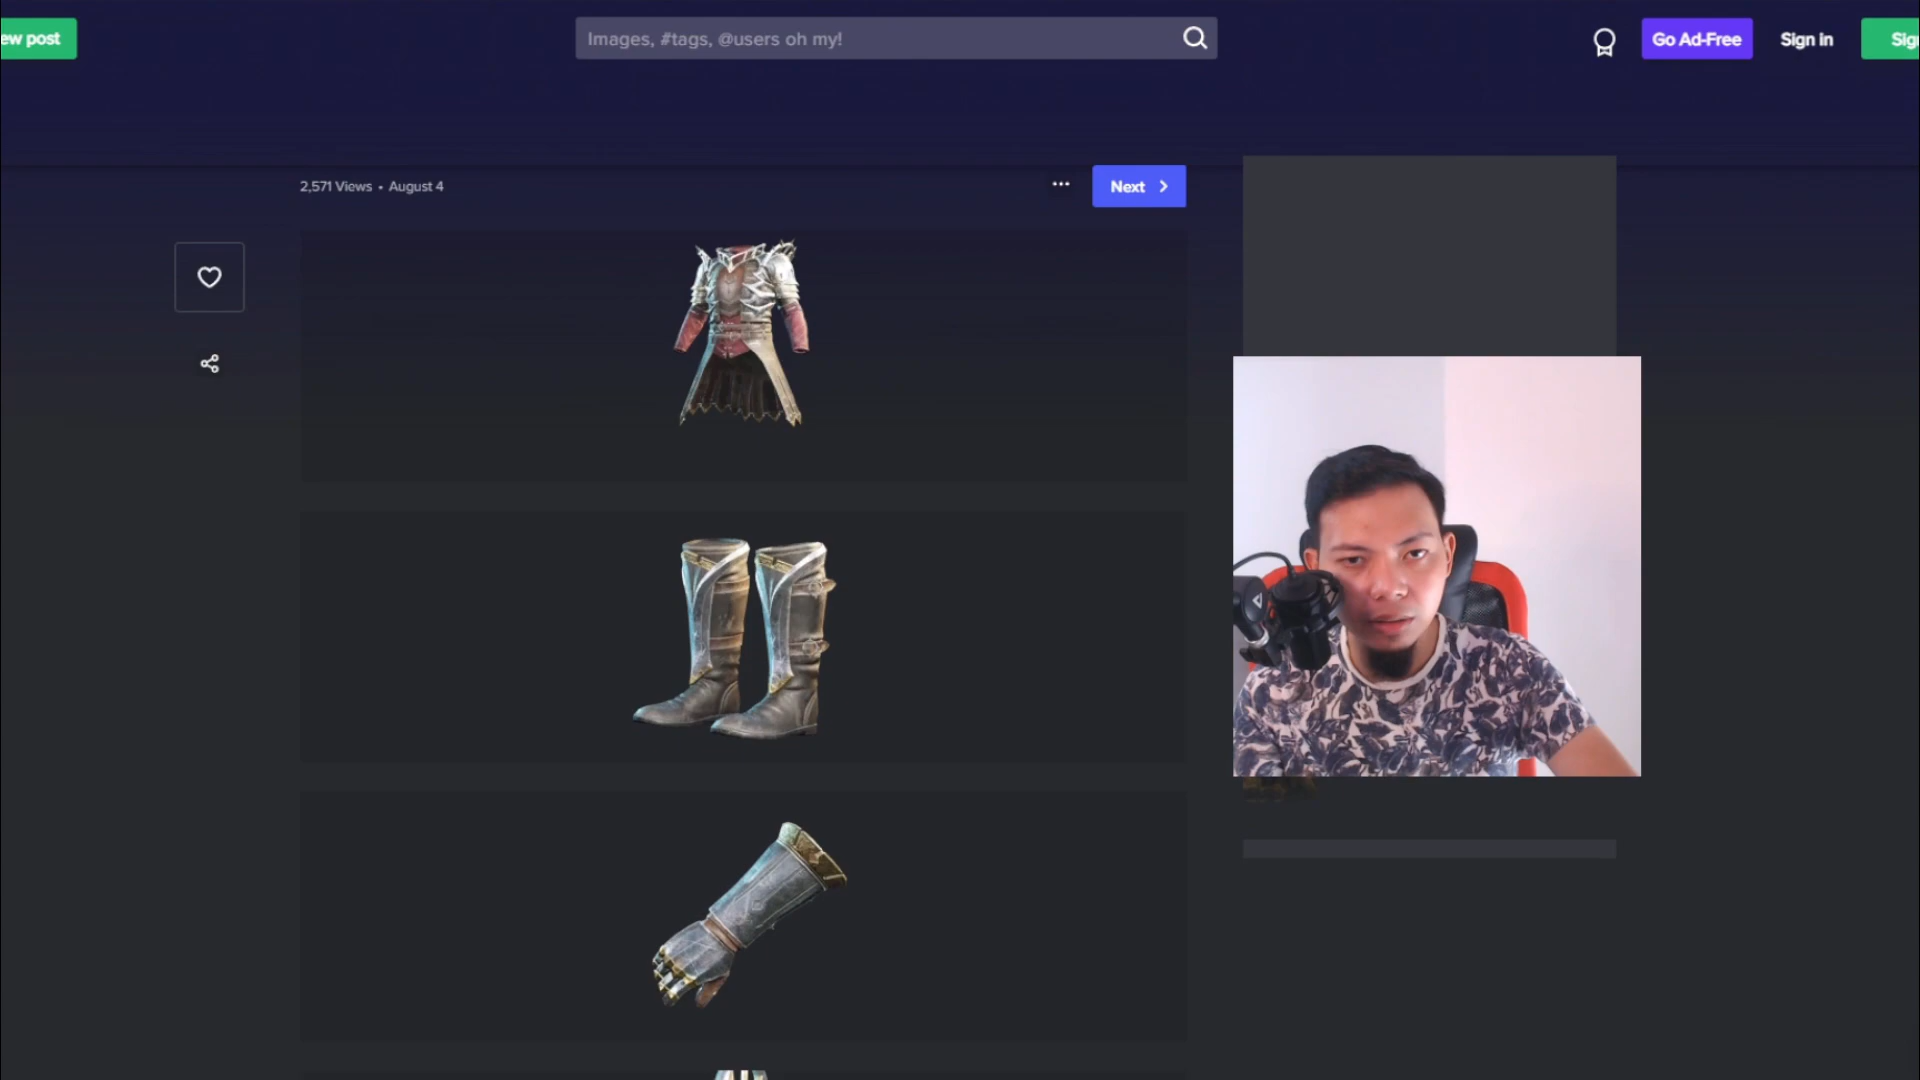 ew post
Images, #tags, @users oh my!
Go Ad-Free
Sign in
Sig
2,571 Views • August 4
Next